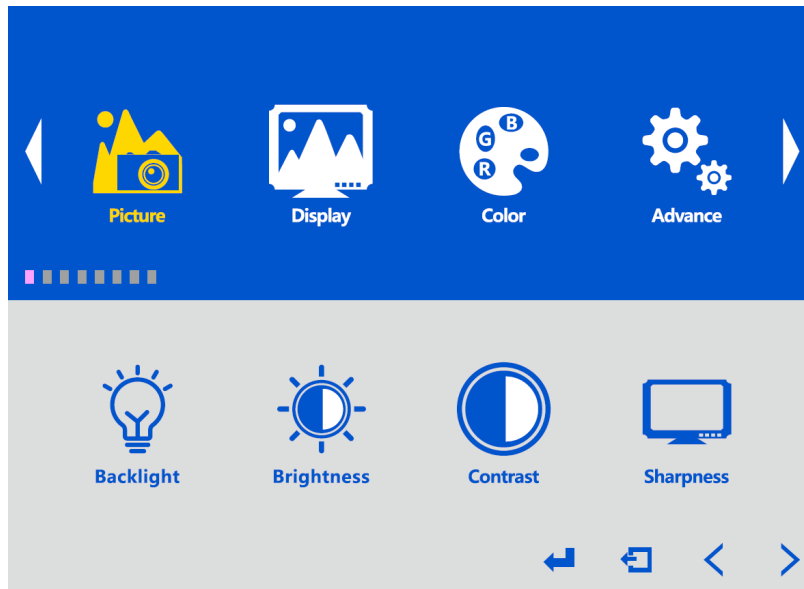 B
G
R
Picture Display Color Advance
Backlight Brightness Contrast Sharpness